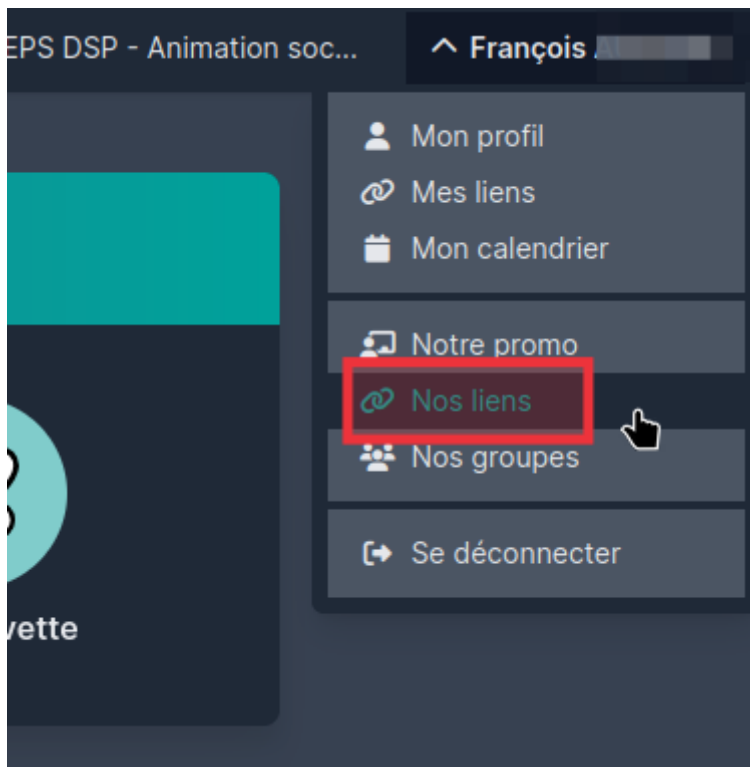 EPS DSP - Animation soc...
François
Mon profil
Mes liens
Mon calendrier
Notre promo
Nos liens
Nos groupes
Se déconnecter
vette